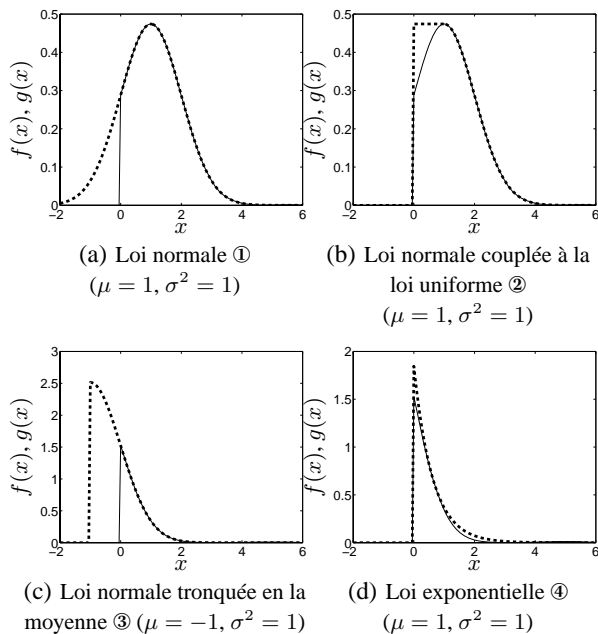 0.5
0.4
0.3
0.2
0.1
0
−2 0 2 4 6
f(x), g(x)
x
(a) Loi normale ①
(μ = 1, σ² = 1)
0.5
0.4
0.3
0.2
0.1
0
−2 0 2 4 6
f(x), g(x)
x
(b) Loi normale couplée à la
loi uniforme ②
(μ = 1, σ² = 1)
3
2.5
2
1.5
1
0.5
0
−2 0 2 4 6
f(x), g(x)
x
(c) Loi normale tronquée en la
moyenne ③ (μ = −1, σ² = 1)
2
1.5
1
0.5
0
−2 0 2 4 6
f(x), g(x)
x
(d) Loi exponentielle ④
(μ = 1, σ² = 1)